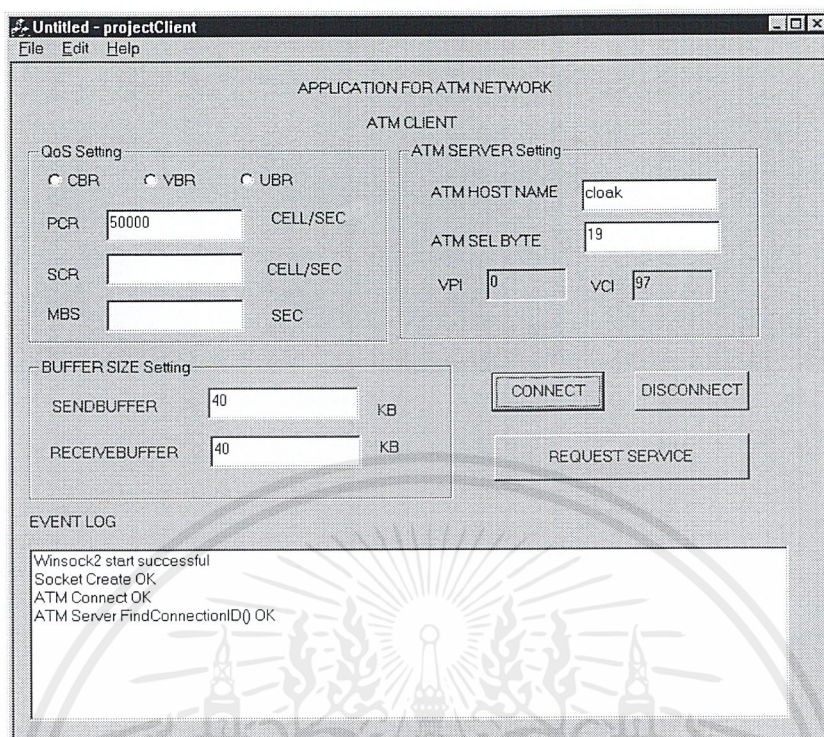 Untitled - projectClient
File Edit Help
APPLICATION FOR ATM NETWORK
ATM CLIENT
QoS Setting
CBR VBR UBR
PCR 50000 CELL/SEC
SCR CELL/SEC
MBS SEC
ATM SERVER Setting
ATM HOST NAME cloak
ATM SEL BYTE 19
VPI 0 VCI 97
BUFFER SIZE Setting
SENDBUFFER 40 KB
RECEIVEBUFFER 40 KB
CONNECT DISCONNECT
REQUEST SERVICE
EVENT LOG
Winsock2 start successful
Socket Create OK
ATM Connect OK
ATM Server FindConnectionID() OK